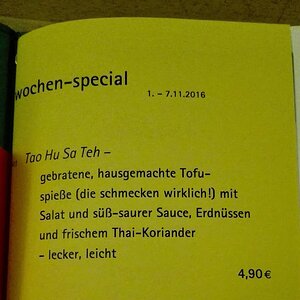 wochen-special
1. – 7.11.2016
Tao Hu Sa Teh –
gebratene, hausgemachte Tofu-
spieße (die schmecken wirklich!) mit
Salat und süß-saurer Sauce, Erdnüssen
und frischem Thai-Koriander
– lecker, leicht
4,90 €